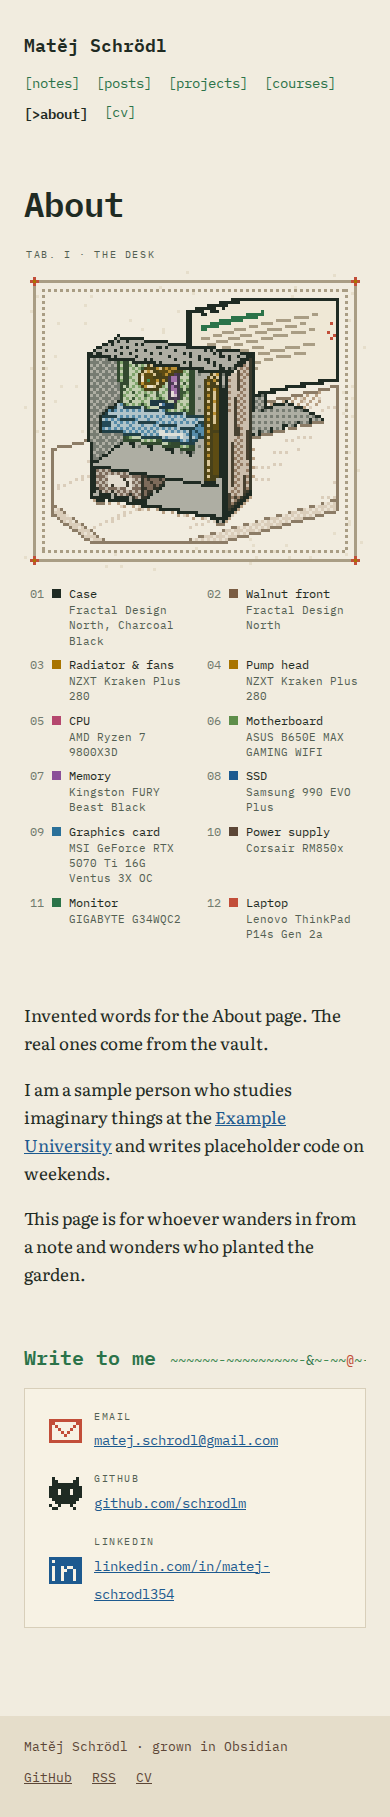 Matěj Schrödl
[notes] [posts] [projects] [courses]
[>about] [cv]
About
TAB. I · THE DESK
01 Case
Fractal Design
North, Charcoal
Black
02 Walnut front
Fractal Design
North
03 Radiator & fans
NZXT Kraken Plus
280
04 Pump head
NZXT Kraken Plus
280
05 CPU
AMD Ryzen 7
9800X3D
06 Motherboard
ASUS B650E MAX
GAMING WIFI
07 Memory
Kingston FURY
Beast Black
08 SSD
Samsung 990 EVO
Plus
09 Graphics card
MSI GeForce RTX
5070 Ti 16G
Ventus 3X OC
10 Power supply
Corsair RM850x
11 Monitor
GIGABYTE G34WQC2
12 Laptop
Lenovo ThinkPad
P14s Gen 2a
Invented words for the About page. The
real ones come from the vault.
I am a sample person who studies
imaginary things at the Example
University and writes placeholder code on
weekends.
This page is for whoever wanders in from
a note and wonders who planted the
garden.
Write to me ~~~~~~-~~~~~~~~~-&~-~~@~-
EMAIL
matej.schrodl@gmail.com
GITHUB
github.com/schrodlm
in
LINKEDIN
linkedin.com/in/matej-
schrodl354
Matěj Schrödl · grown in Obsidian
GitHub RSS CV